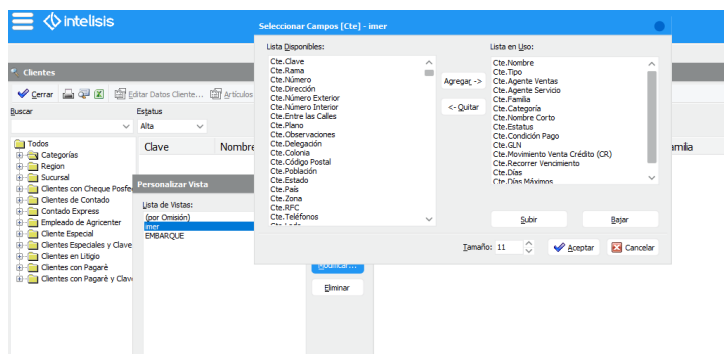 intelisis
Seleccionar Campos [Cte] - imer
Lista Disponibles:
Cte.Clave
Cte.Rama
Cte.Número
Cte.Dirección
Cte.Número Exterior
Cte.Número Interior
Cte.Entre las Calles
Cte.Plano
Cte.Observaciones
Cte.Delegación
Cte.Colonia
Cte.Código Postal
Cte.Población
Cte.Estado
Cte.País
Cte.Zona
Cte.RFC
Cte.Teléfonos
Agregar ->
<- Quitar
Lista en Uso:
Cte.Nombre
Cte.Tipo
Cte.Agente Ventas
Cte.Agente Servicio
Cte.Familia
Cte.Categoría
Cte.Nombre Corto
Cte.Estatus
Cte.Condición Pago
Cte.GLN
Cte.Movimiento Venta Crédito (CR)
Cte.Recorrer Vencimiento
Cte.Días
Cte.Días Máximos
Subir
Bajar
Tamaño: 11
Aceptar
Cancelar
Clientes
Cerrar
Editar Datos Cliente...
Artículos
Buscar
Estatus
Alta
Clave
Nombre
amilia
Todos
Categorías
Region
Sucursal
Clientes con Cheque Posfe
Clientes de Contado
Contado Express
Empleado de Agricenter
Cliente Especial
Clientes Especiales y Clave
Clientes en Litigio
Clientes con Pagaré
Clientes con Pagaré y Clav
Personalizar Vista
Lista de Vistas:
(por Omisión)
imer
EMBARQUE
Modificar...
Eliminar